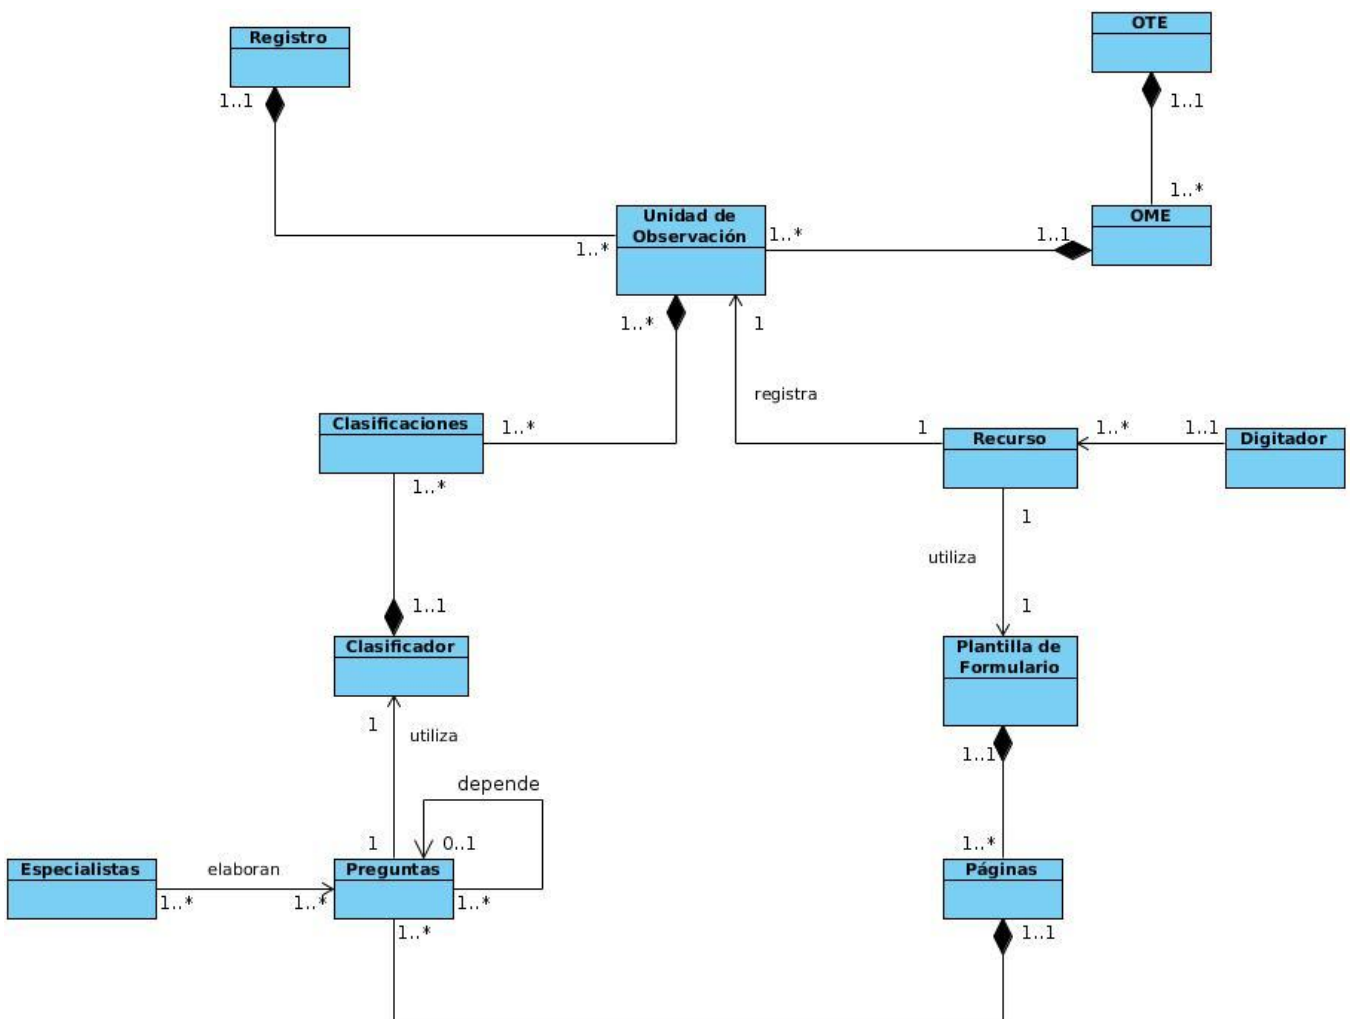 Registro
OTE
1..1
1..1
1..*
Unidad de
Observación
OME
1..*
1..*
1..1
1..*
1
registra
Clasificaciones
1..*
1
Recurso
1..*
1..1
Digitador
1..*
1
utiliza
1..1
1
Clasificador
Plantilla de
Formulario
1
utiliza
1..1
depende
1
0..1
1..*
Especialistas
elaboran
Preguntas
Páginas
1..*
1..*
1..*
1..*
1..1